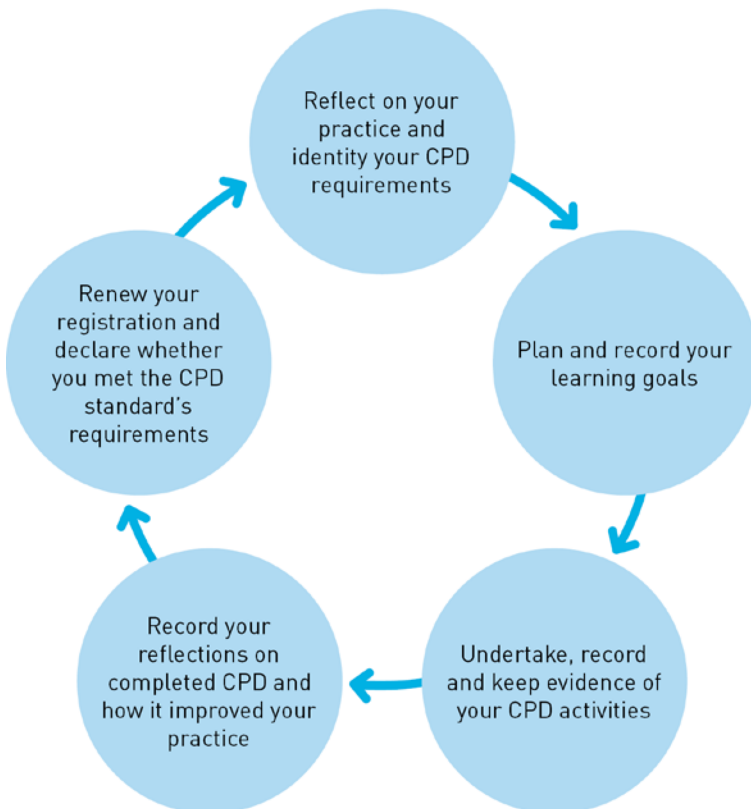 Reflect on your
practice and
identity your CPD
requirements
Plan and record your
learning goals
Undertake, record
and keep evidence of
your CPD activities
Record your
reflections on
completed CPD and
how it improved your
practice
Renew your
registration and
declare whether
you met the CPD
standard's
requirements